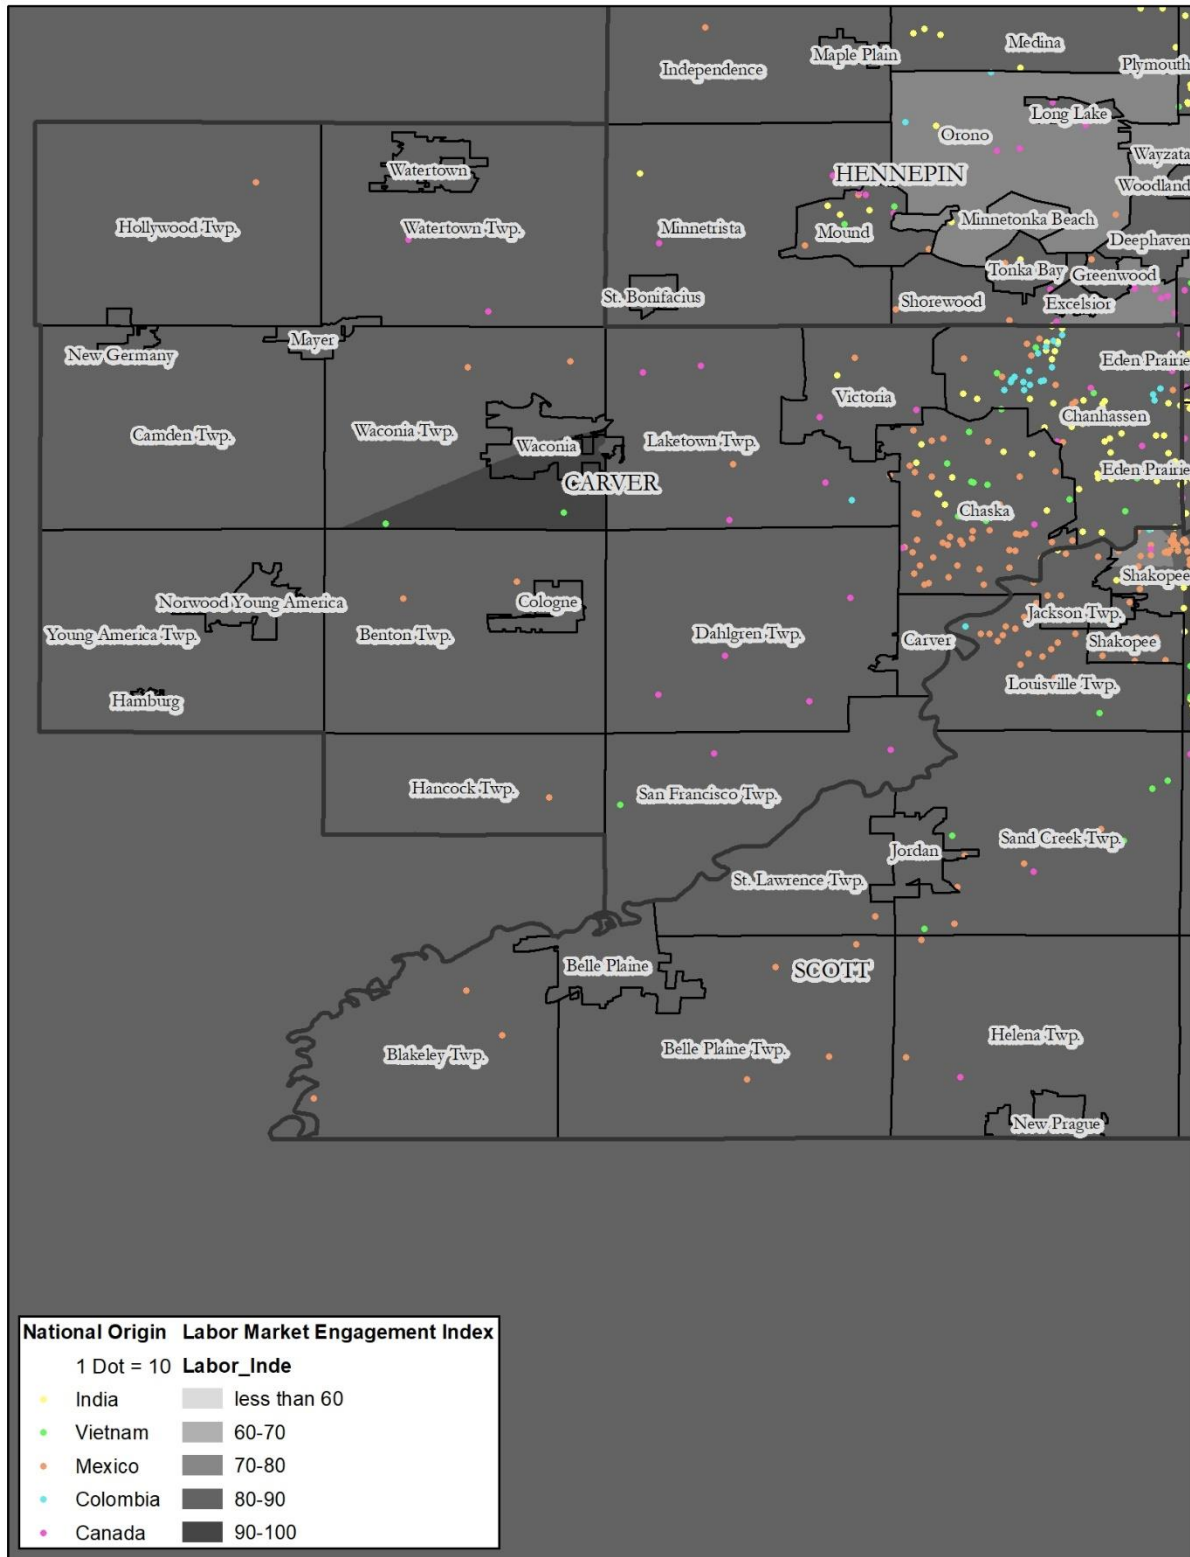 Medina
Maple Plain
Independence
Plymouth
Long Lake
Orono
Wayzata
Watertown
HENNEPIN
Woodland
Hollywood Twp.
Watertown Twp.
Minnetrista
Mound
Minnetonka Beach
Deephaven
Tonka Bay
Greenwood
St. Bonifacius
Shorewood
Excelsior
Mayer
New Germany
Eden Prairie
Victoria
Chanhassen
Camden Twp.
Waconia Twp.
Waconia
Laketown Twp.
Eden Prairie
CARVER
Chaska
Shakopee
Norwood Young America
Cologne
Jackson Twp.
Young America Twp.
Benton Twp.
Dahlgren Twp.
Carver
Shakopee
Louisville Twp.
Hamburg
Hancock Twp.
San Francisco Twp.
Sand Creek Twp.
Jordan
St. Lawrence Twp.
Belle Plaine
SCOTT
Helena Twp.
Blakeley Twp.
Belle Plaine Twp.
New Prague
National Origin Labor Market Engagement Index
1 Dot = 10 Labor_Inde
India less than 60
Vietnam 60-70
Mexico 70-80
Colombia 80-90
Canada 90-100